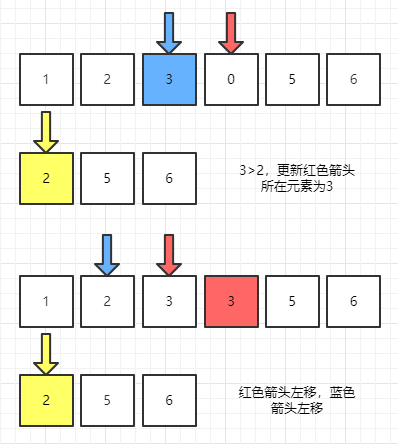 1 2 3 0 5 6
2 5 6
3>2，更新红色箭头
所在元素为3
1 2 3 3 5 6
2 5 6
红色箭头左移，蓝色
箭头左移